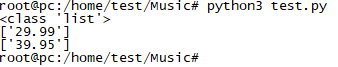 root@pc:/home/test/Music# python3 test.py
<class 'list'>
['29.99']
['39.95']
root@pc:/home/test/Music#